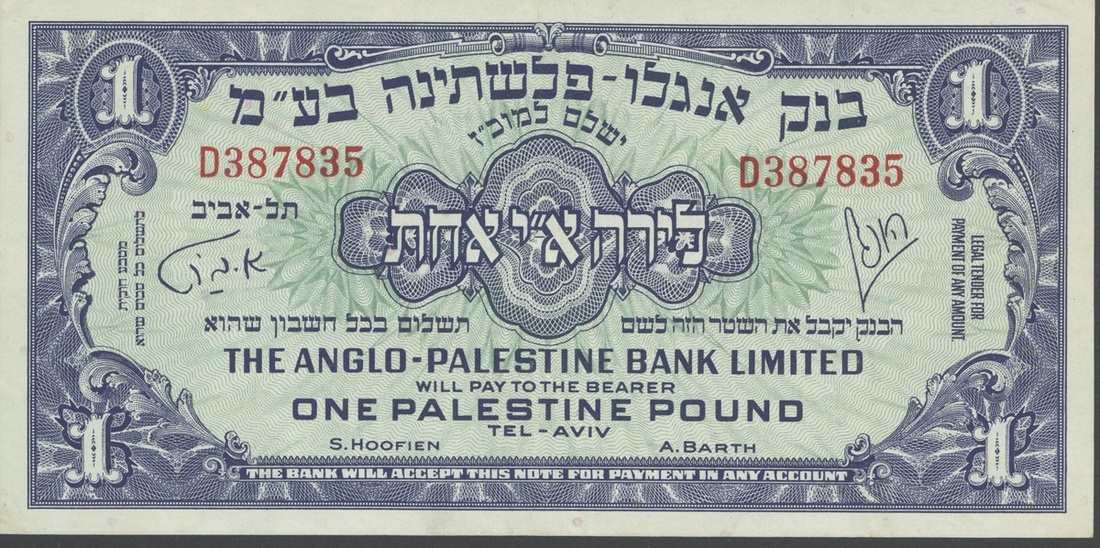 1 1
בנק אנגלו-פלשתינה בע"מ
ישלם למוכ"ז
D387835 D387835
תל-אביב
לירה א"י אחת
מטבע חוקית
LEGAL TENDER FOR
PAYMENT OF ANY AMOUNT
הבנק יקבל את השטר הזה לשם תשלום בכל חשבון שהוא
THE ANGLO-PALESTINE BANK LIMITED
WILL PAY TO THE BEARER
ONE PALESTINE POUND
TEL-AVIV
S. HOOFIEN A. BARTH
1 1
THE BANK WILL ACCEPT THIS NOTE FOR PAYMENT IN ANY ACCOUNT